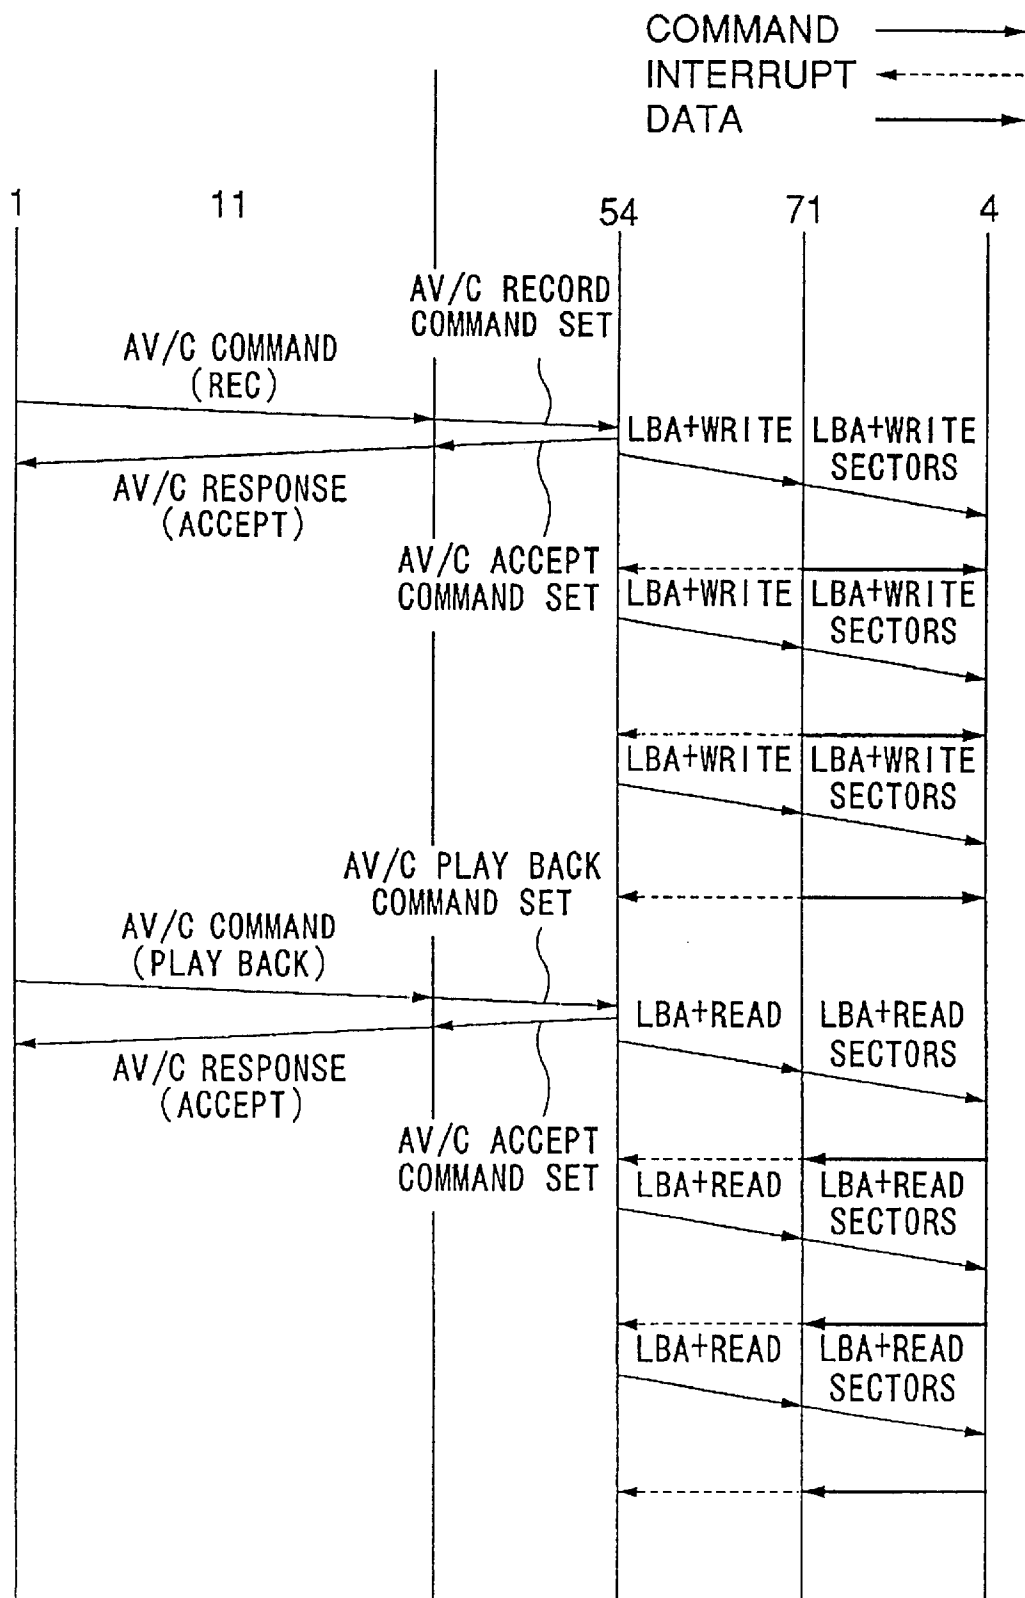 COMMAND
INTERRUPT
DATA
1
11
54
71
4
AV/C RECORD
COMMAND SET
AV/C COMMAND
(REC)
LBA+WRITE
LBA+WRITE
SECTORS
AV/C RESPONSE
(ACCEPT)
AV/C ACCEPT
COMMAND SET
LBA+WRITE
LBA+WRITE
SECTORS
LBA+WRITE
LBA+WRITE
SECTORS
AV/C PLAY BACK
COMMAND SET
AV/C COMMAND
(PLAY BACK)
LBA+READ
LBA+READ
SECTORS
AV/C RESPONSE
(ACCEPT)
AV/C ACCEPT
COMMAND SET
LBA+READ
LBA+READ
SECTORS
LBA+READ
LBA+READ
SECTORS